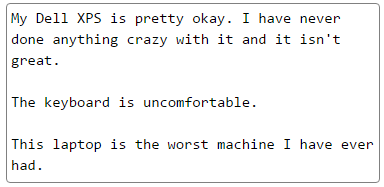 My Dell XPS is pretty okay. I have never
done anything crazy with it and it isn't
great.
The keyboard is uncomfortable.
This laptop is the worst machine I have ever
had.